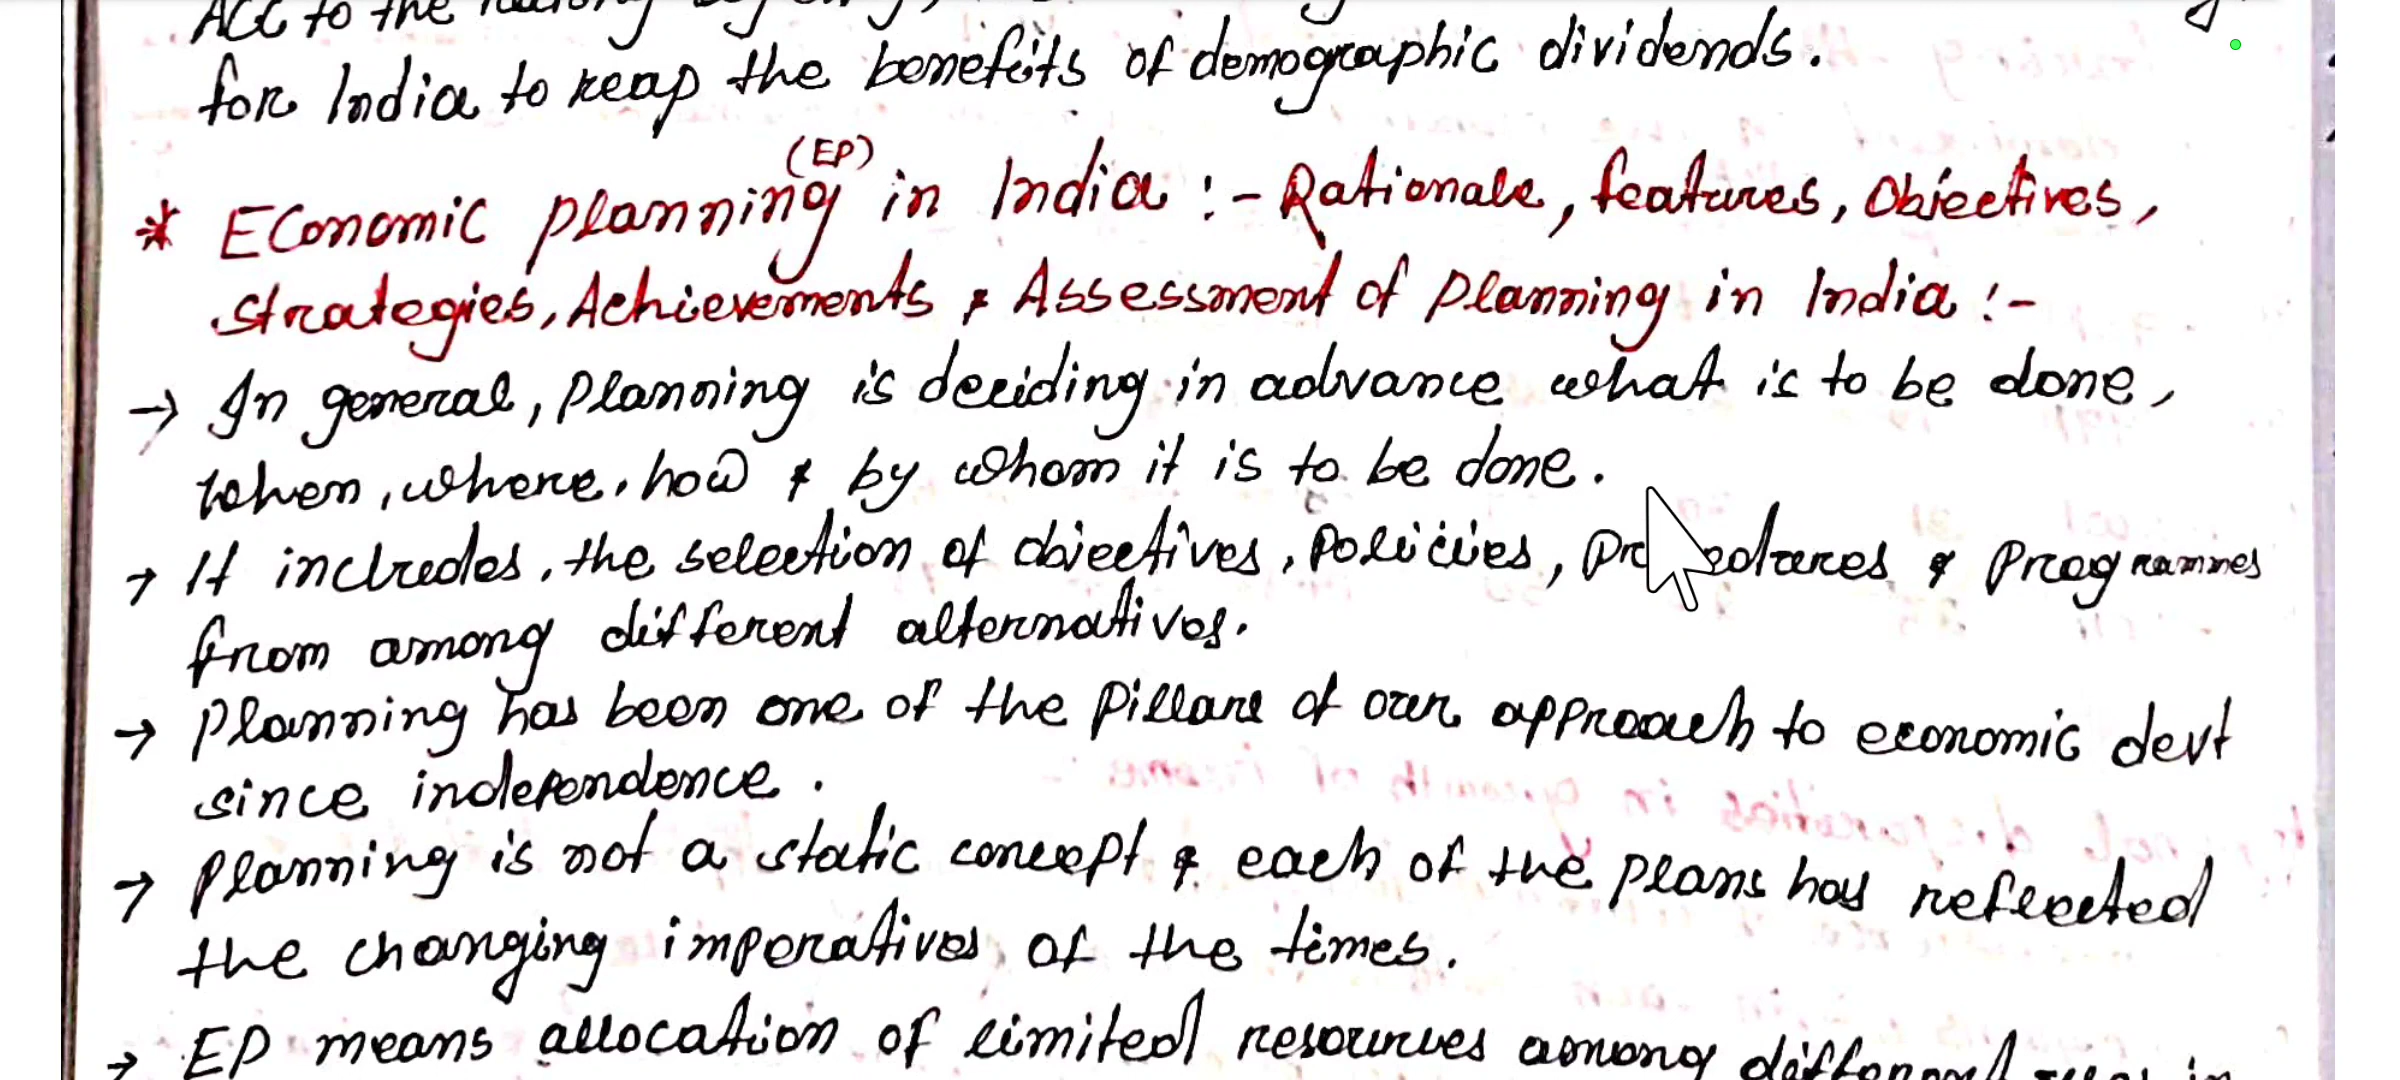 ACC to the
for India to reap the benefits of demographic dividends.
* Economic planning (EP) in India :- Rationale, features, Objectives,
strategies, Achievements & Assessment of planning in India :-
→ In general, planning is deciding in advance what is to be done,
when, where, how & by whom it is to be done.
→ It includes, the selection of objectives, policies, & programmes
from among different alternatives.
→ planning has been one of the pillars of our approach to economic devt
since independence.
→ planning is not a static concept & each of the plans has reflected
the changing imperatives of the times.
→ EP means allocation of limited resources among different